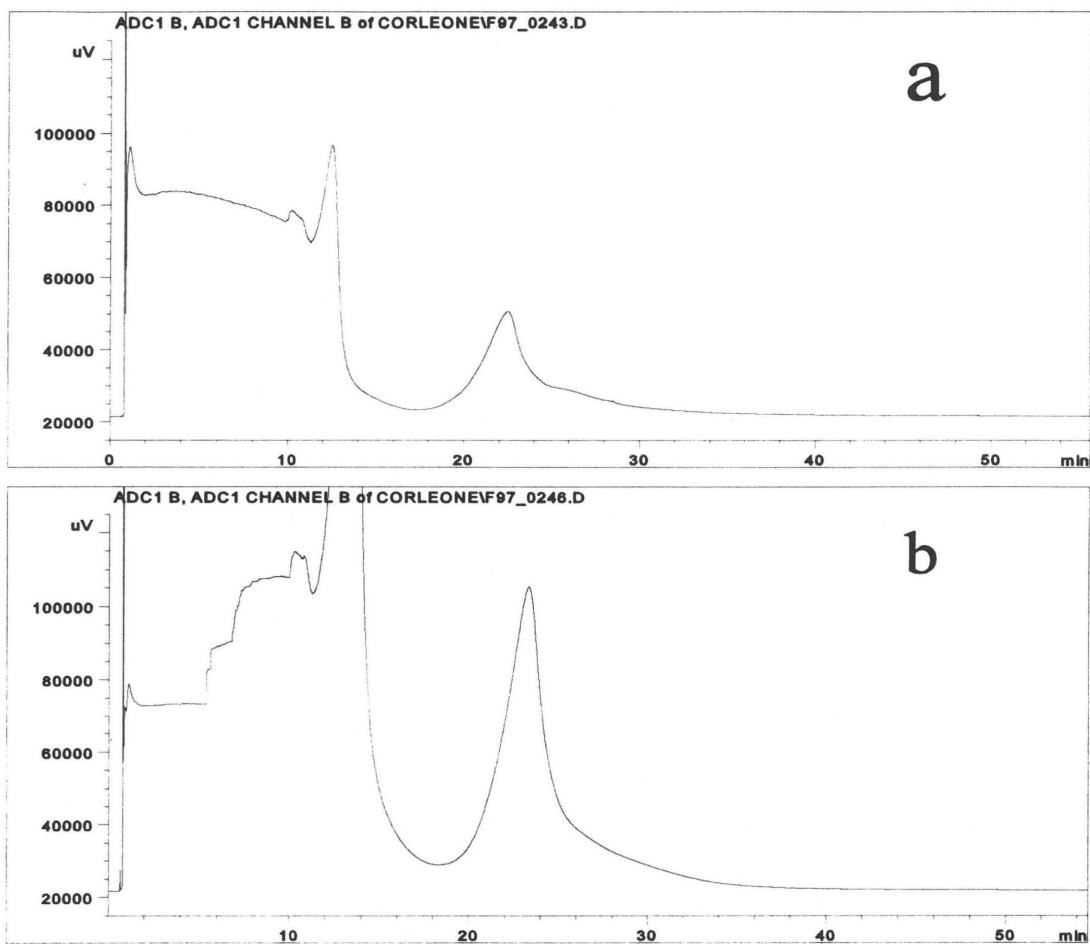 ADC1 B, ADC1 CHANNEL B of CORLEONE\F97_0243.D
uV
a
100000
80000
60000
40000
20000
0 10 20 30 40 50 min
ADC1 B, ADC1 CHANNEL B of CORLEONE\F97_0246.D
uV
b
100000
80000
60000
40000
20000
10 20 30 40 50 min